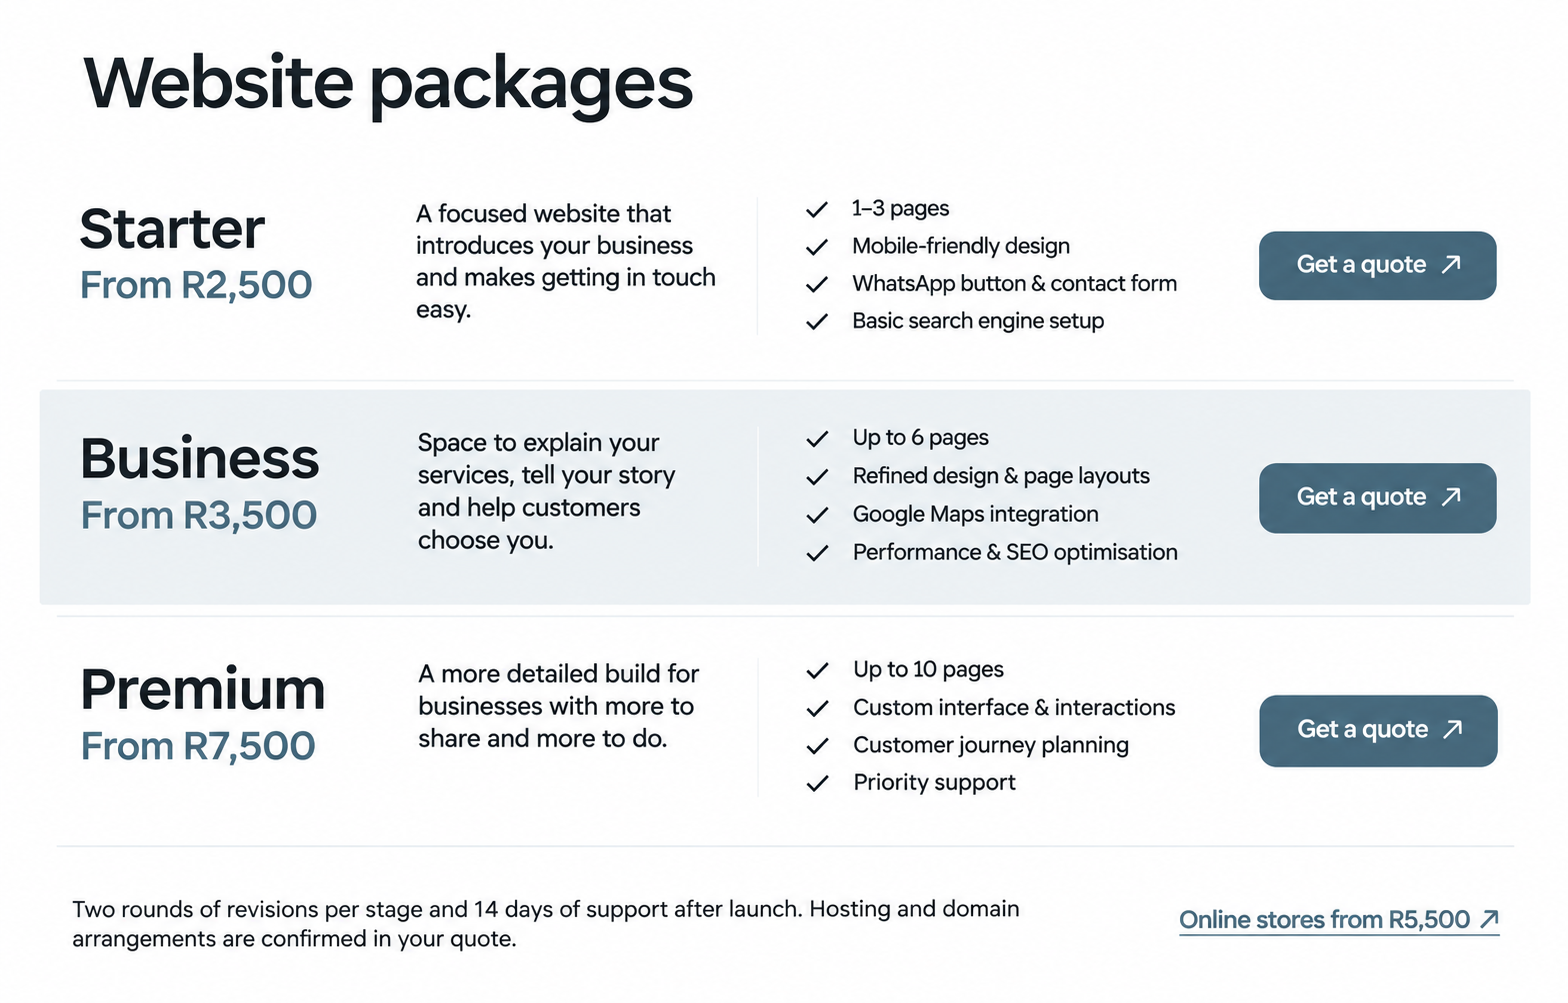 Website packages
Starter
From R2,500
A focused website that
introduces your business
and makes getting in touch
easy.
1–3 pages
Mobile-friendly design
WhatsApp button & contact form
Basic search engine setup
Get a quote
Business
From R3,500
Space to explain your
services, tell your story
and help customers
choose you.
Up to 6 pages
Refined design & page layouts
Google Maps integration
Performance & SEO optimisation
Get a quote
Premium
From R7,500
A more detailed build for
businesses with more to
share and more to do.
Up to 10 pages
Custom interface & interactions
Customer journey planning
Priority support
Get a quote
Two rounds of revisions per stage and 14 days of support after launch. Hosting and domain
arrangements are confirmed in your quote.
Online stores from R5,500